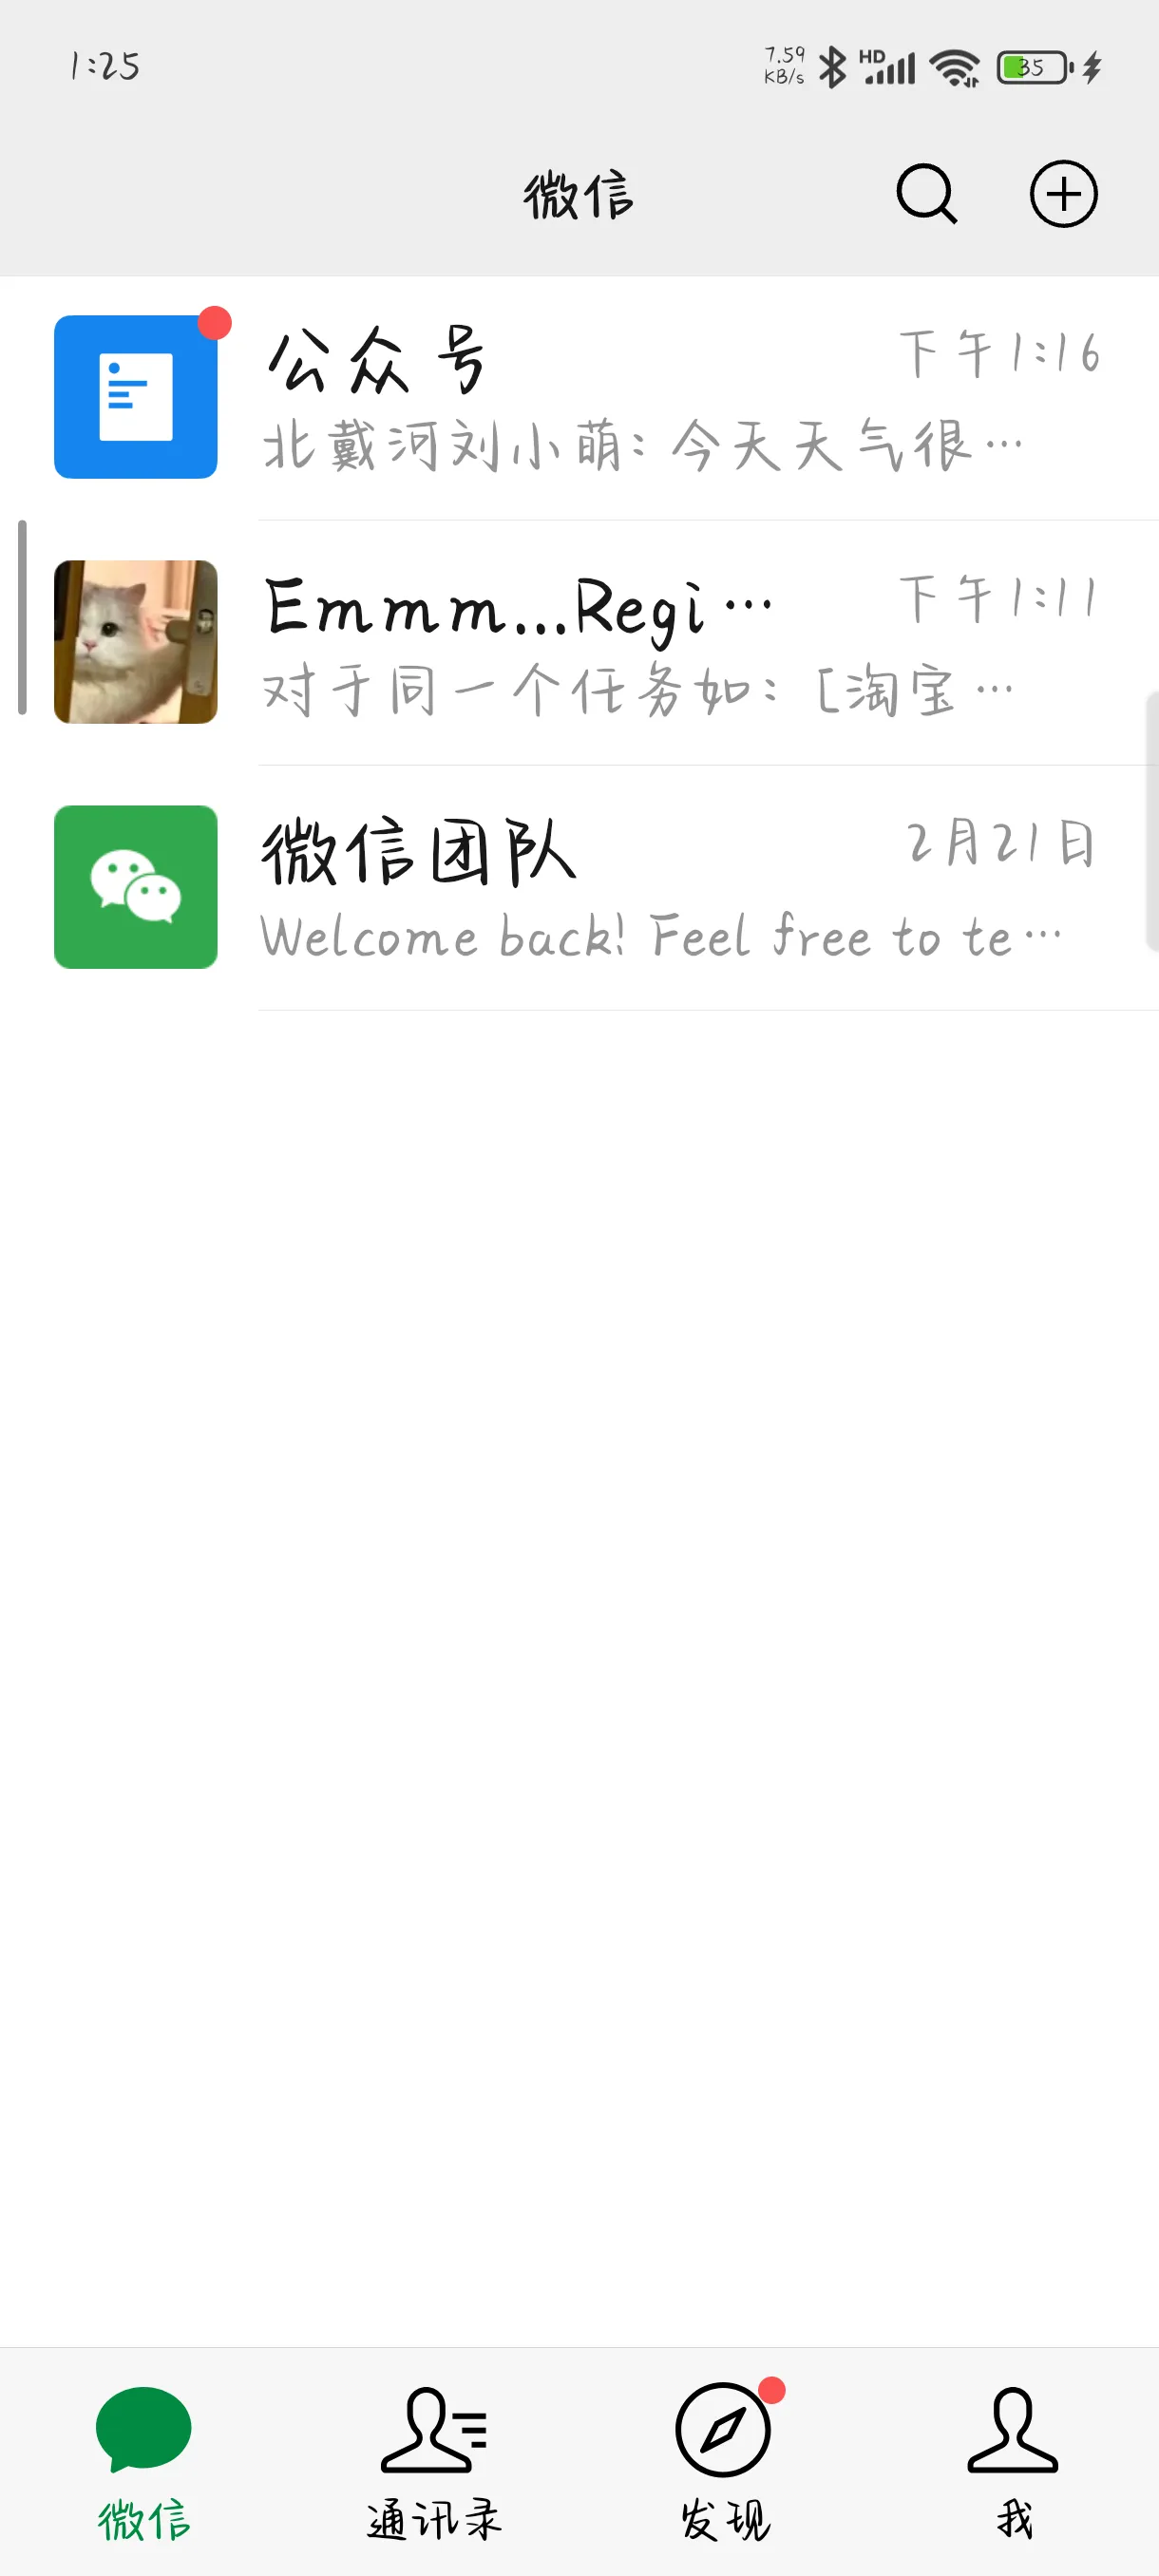 1:25
7.59
KB/s
HD
35
微信
公众号
下午1:16
北戴河刘小萌: 今天天气很…
Emmm...Regi…
下午1:11
对于同一个任务如: [淘宝…
微信团队
2月21日
Welcome back! Feel free to te…
微信
通讯录
发现
我